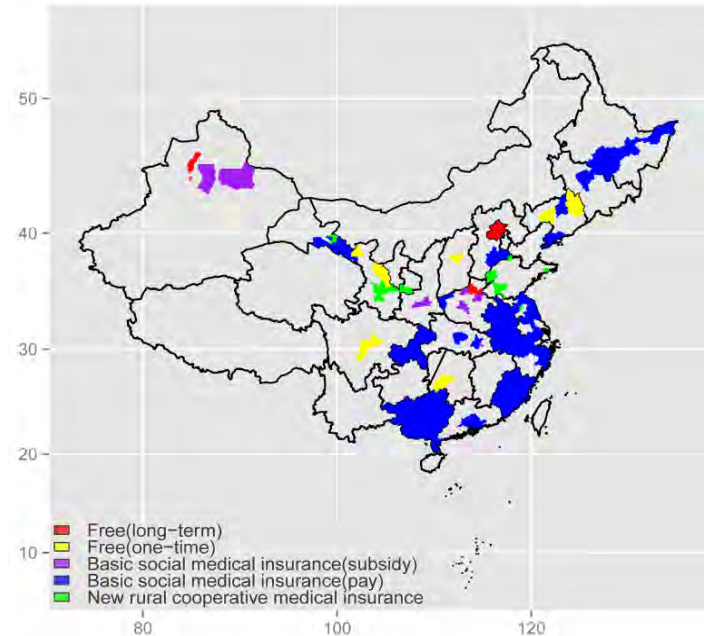 50
40
30
20
10
Free(long−term)
Free(one−time)
Basic social medical insurance(subsidy)
Basic social medical insurance(pay)
New rural cooperative medical insurance
80 100 120